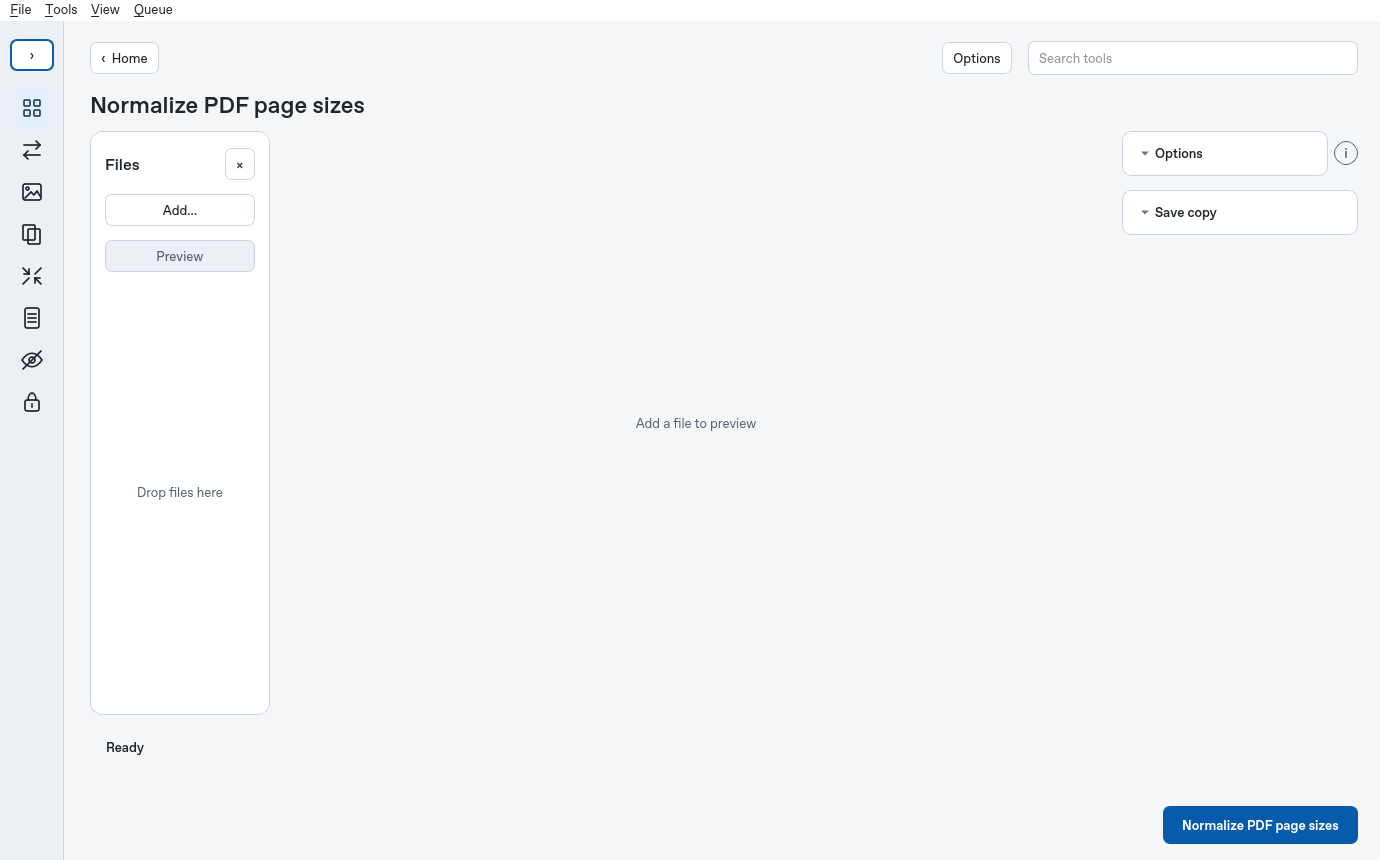 File Tools View Queue
› 
‹ Home
Options
Search tools
Normalize PDF page sizes
Files
×
Add...
Preview
Drop files here
Add a file to preview
Options
i
Save copy
Ready
Normalize PDF page sizes